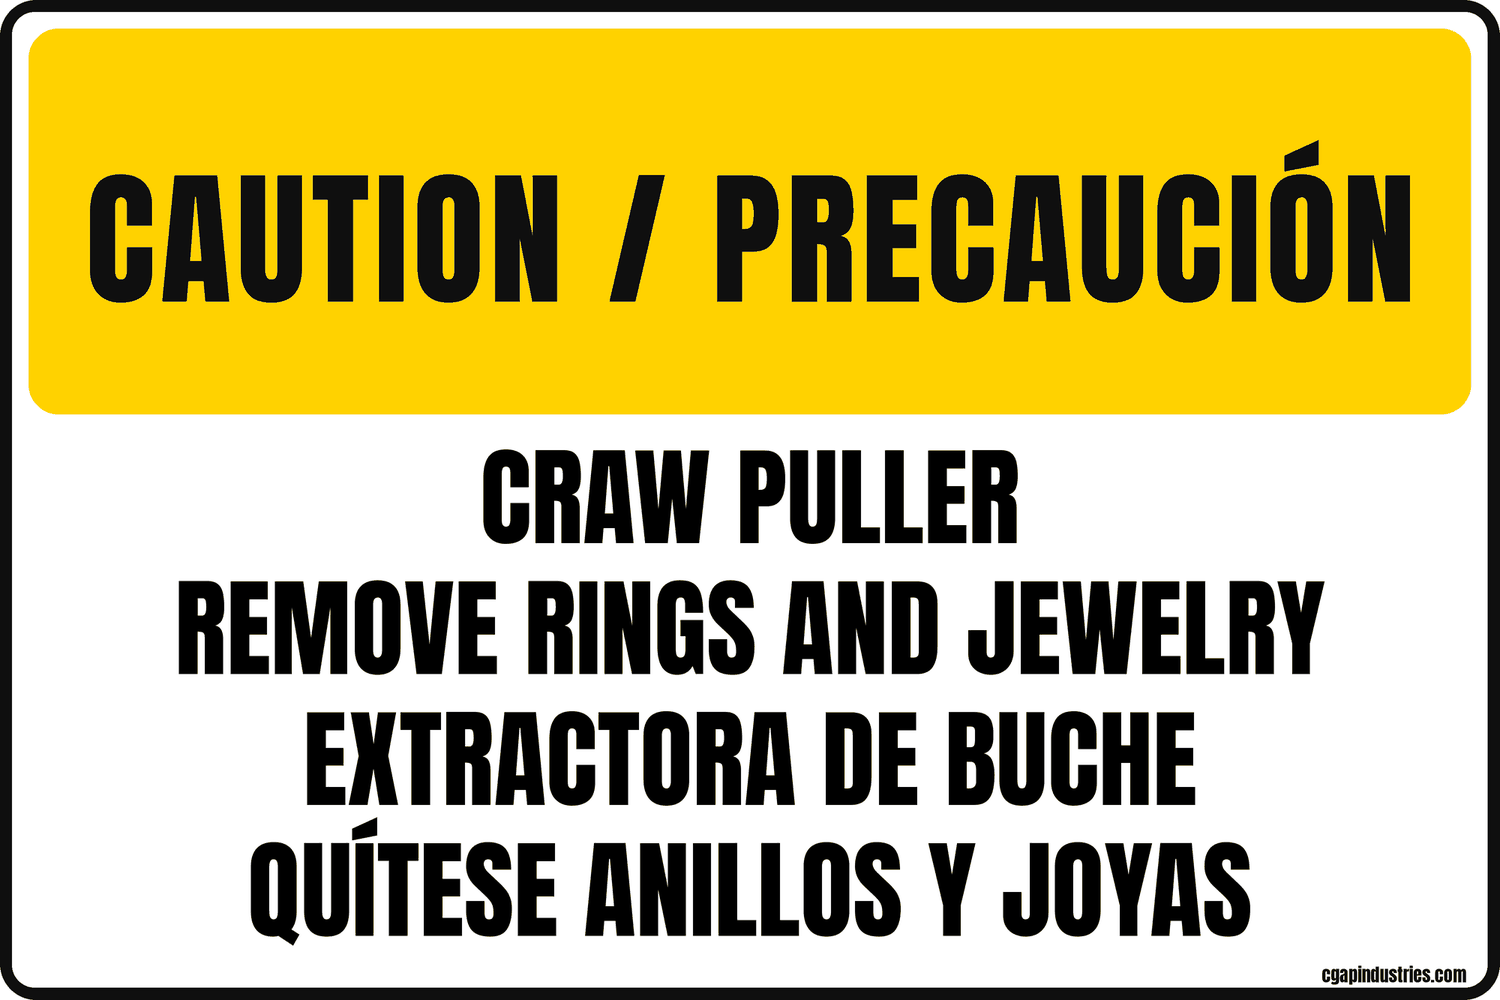 CAUTION / PRECAUCIÓN
CRAW PULLER
REMOVE RINGS AND JEWELRY
EXTRACTORA DE BUCHE
QUÍTESE ANILLOS Y JOYAS
cgapindustries.com